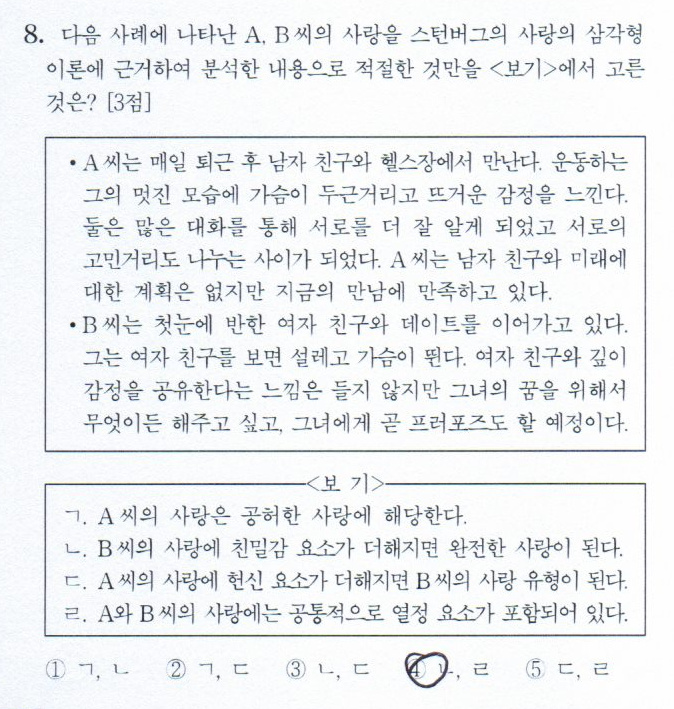 8. 다음 사례에 나타난 A, B씨의 사랑을 스턴버그의 사랑의 삼각형
이론에 근거하여 분석한 내용으로 적절한 것만을 <보기>에서 고른
것은? [3점]
• A씨는 매일 퇴근 후 남자 친구와 헬스장에서 만난다. 운동하는
그의 멋진 모습에 가슴이 두근거리고 뜨거운 감정을 느낀다.
둘은 많은 대화를 통해 서로를 더 잘 알게 되었고 서로의
고민거리도 나누는 사이가 되었다. A씨는 남자 친구와 미래에
대한 계획은 없지만 지금의 만남에 만족하고 있다.
• B씨는 첫눈에 반한 여자 친구와 데이트를 이어가고 있다.
그는 여자 친구를 보면 설레고 가슴이 뛴다. 여자 친구와 깊이
감정을 공유한다는 느낌은 들지 않지만 그녀의 꿈을 위해서
무엇이든 해주고 싶고, 그녀에게 곧 프러포즈도 할 예정이다.
<보 기>
ㄱ. A씨의 사랑은 공허한 사랑에 해당한다.
ㄴ. B씨의 사랑에 친밀감 요소가 더해지면 완전한 사랑이 된다.
ㄷ. A씨의 사랑에 헌신 요소가 더해지면 B씨의 사랑 유형이 된다.
ㄹ. A와 B씨의 사랑에는 공통적으로 열정 요소가 포함되어 있다.
① ㄱ, ㄴ ② ㄱ, ㄷ ③ ㄴ, ㄷ ④ ㄴ, ㄹ ⑤ ㄷ, ㄹ